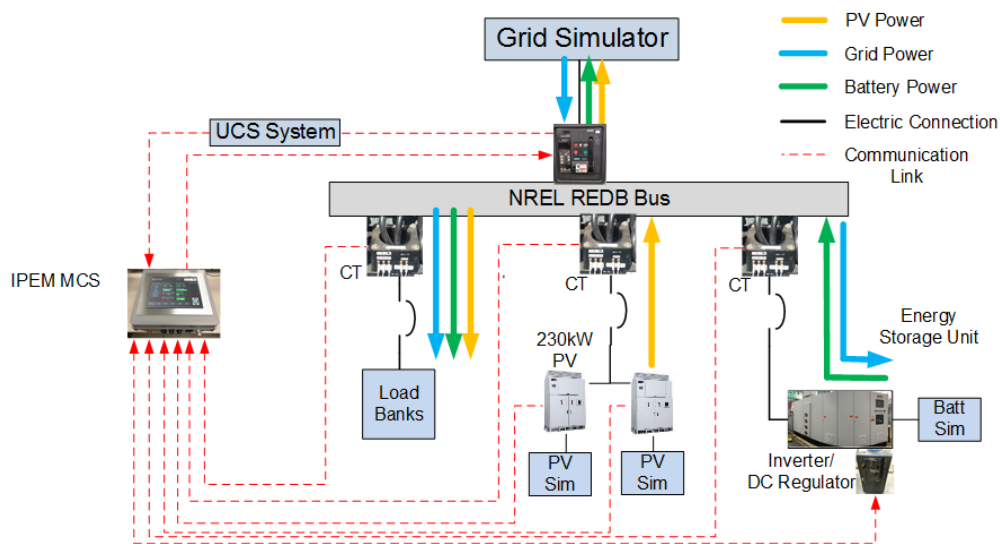 Grid Simulator
PV Power
Grid Power
Battery Power
Electric Connection
Communication
Link
UCS System
NREL REDB Bus
IPEM MCS
CT
CT
CT
230kW
PV
Energy
Storage Unit
Load
Banks
PV
Sim
PV
Sim
Batt
Sim
Inverter/
DC Regulator